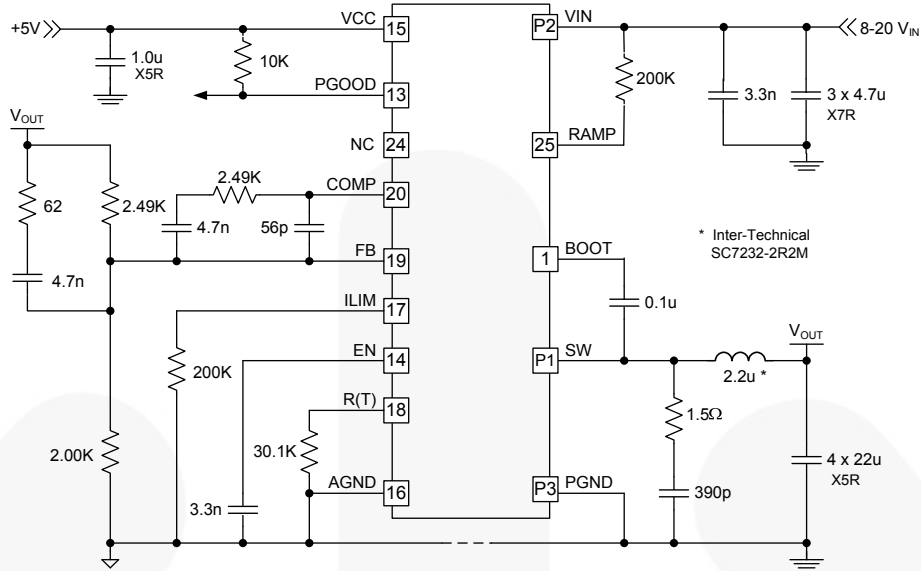 +5V
VCC
15
P2
VIN
8-20 VIN
1.0u
X5R
10K
200K
3.3n
3 x 4.7u
X7R
PGOOD
13
VOUT
NC
24
25
RAMP
2.49K
COMP
20
62
2.49K
4.7n
56p
* Inter-Technical
SC7232-2R2M
FB
19
1
BOOT
4.7n
ILIM
17
0.1u
VOUT
EN
14
P1
SW
200K
2.2u *
R(T)
18
1.5Ω
2.00K
30.1K
4 x 22u
X5R
AGND
16
P3
PGND
3.3n
390p